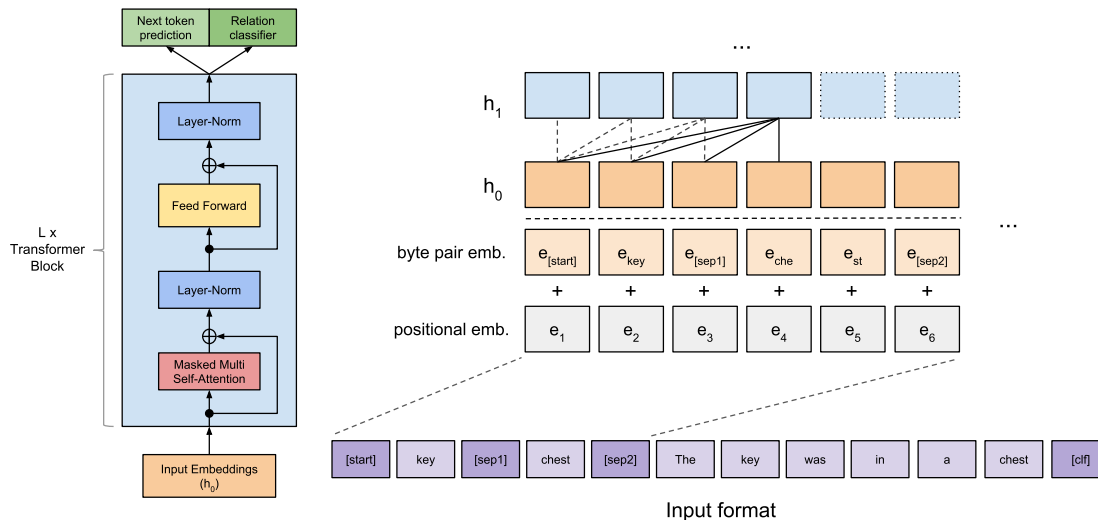 Next token
prediction
Relation
classifier
Layer-Norm
Feed Forward
L x
Transformer
Block
Layer-Norm
Masked Multi
Self-Attention
Input Embeddings
(h0)
...
h1
h0
...
byte pair emb. e[start] ekey e[sep1] eche est e[sep2]
+ + + + + +
positional emb. e1 e2 e3 e4 e5 e6
[start] key [sep1] chest [sep2] The key was in a chest [clf]
Input format